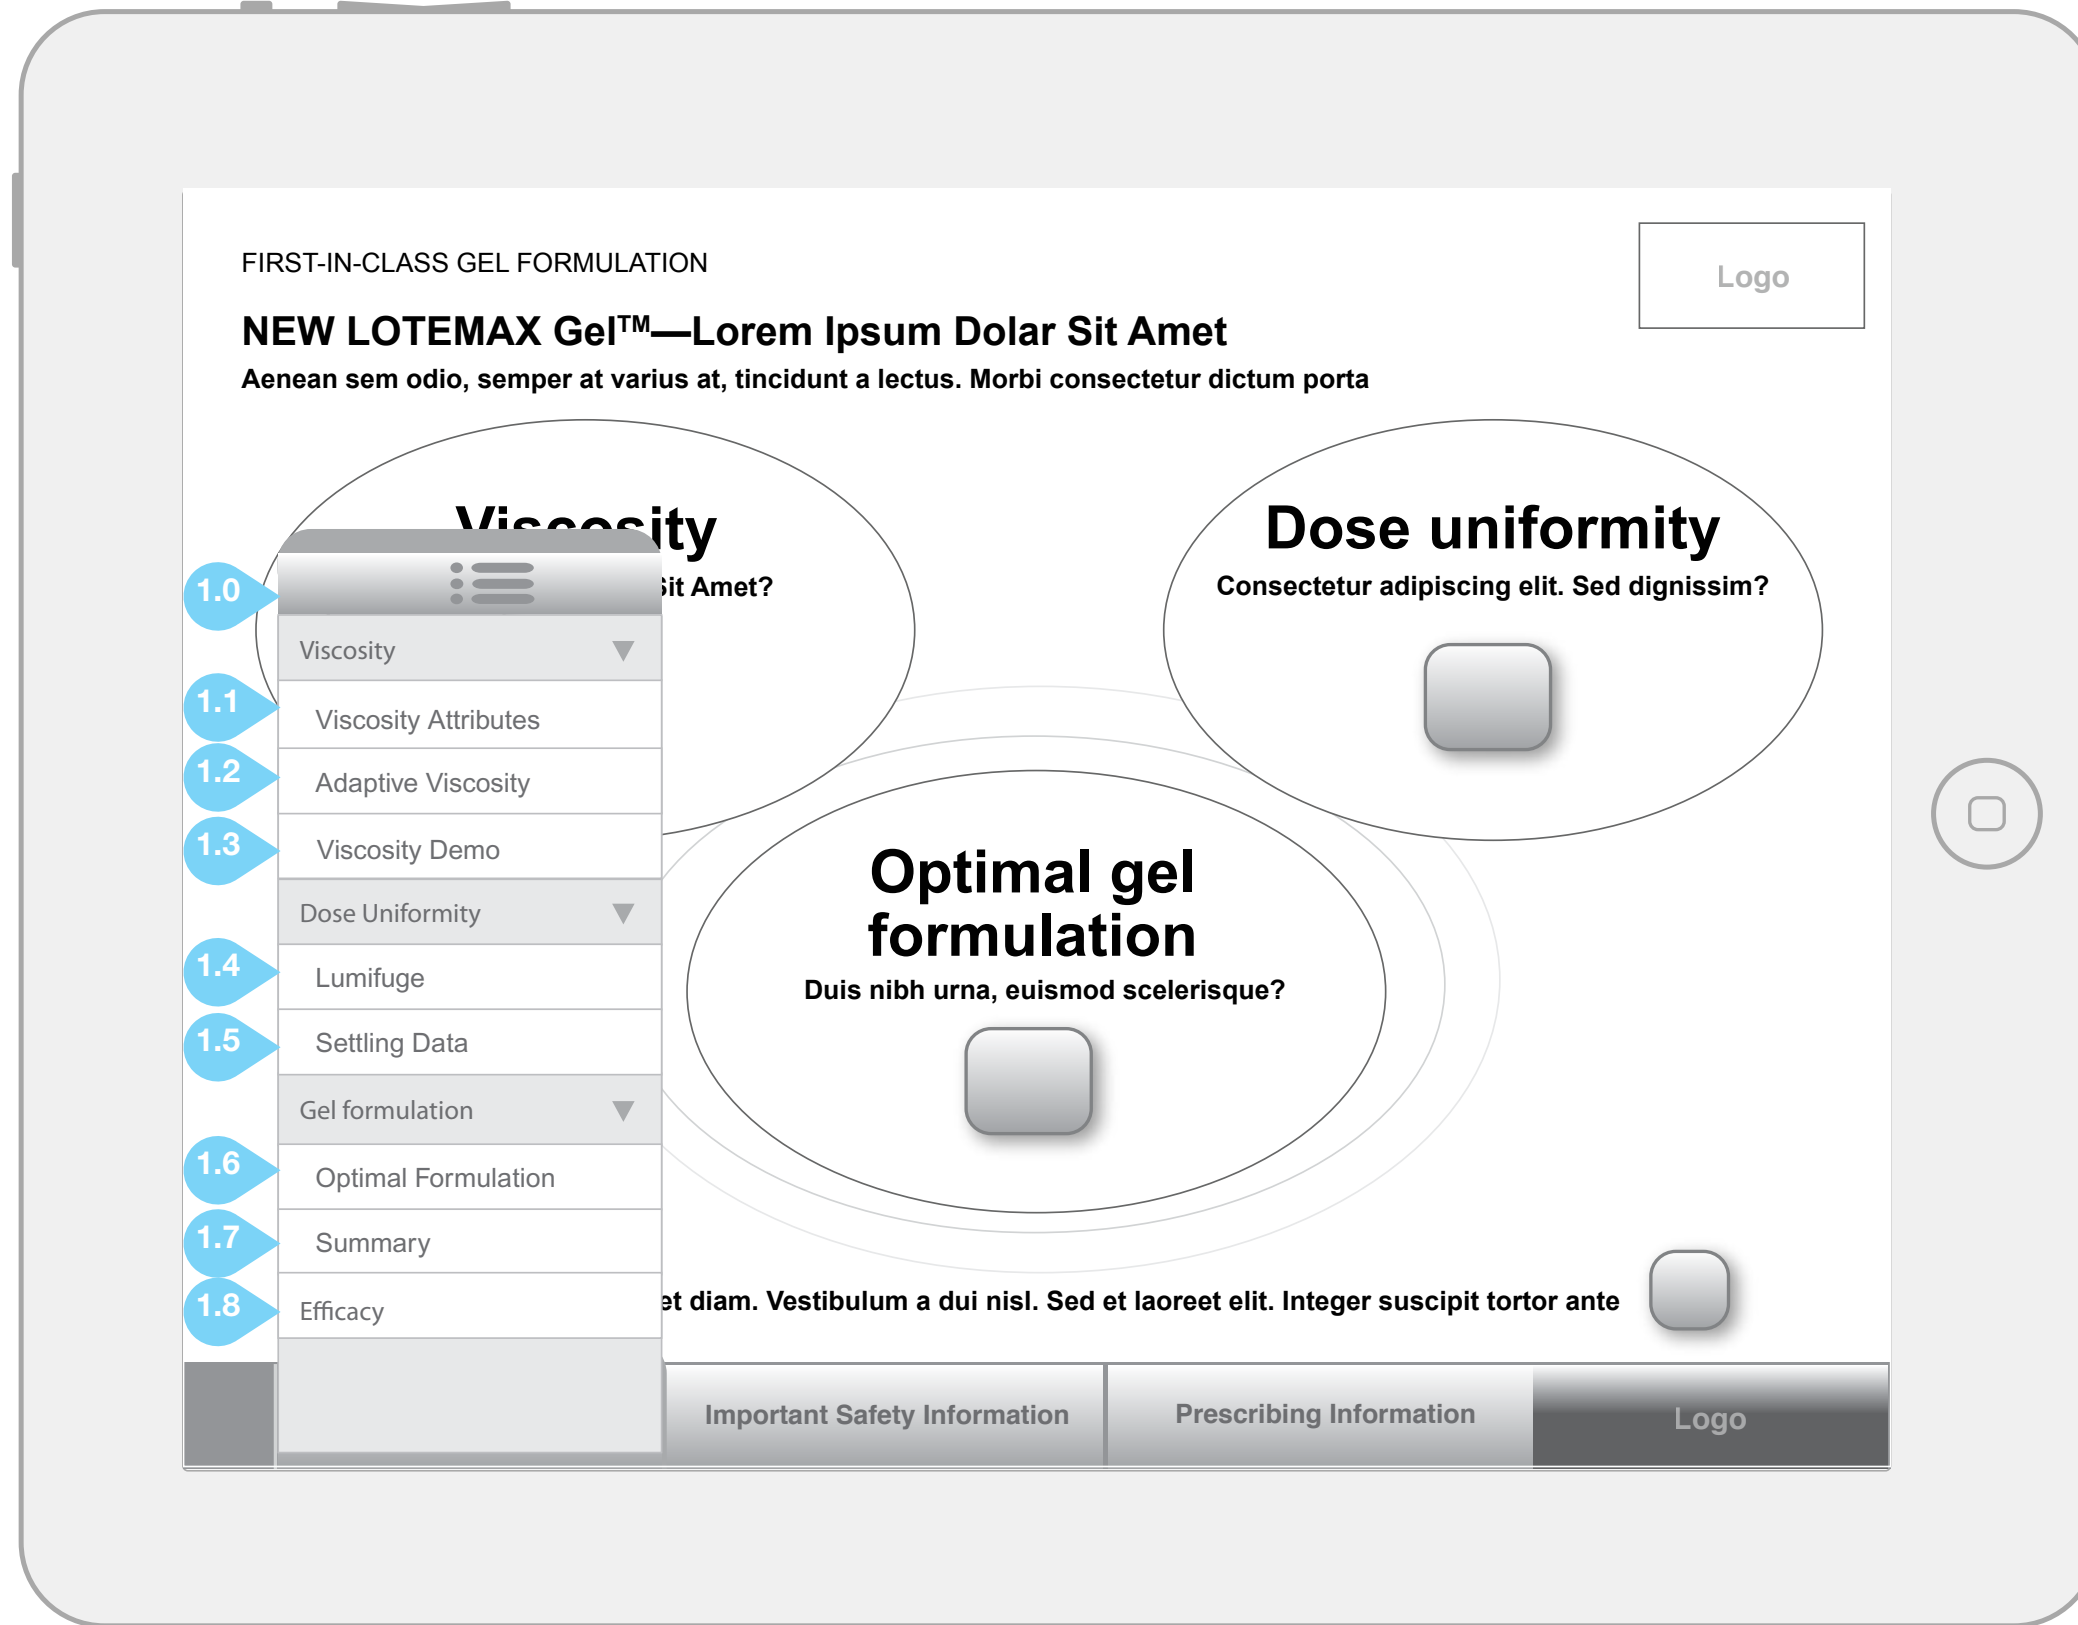 FIRST-IN-CLASS GEL FORMULATION
Logo
NEW LOTEMAX Gel™—Lorem Ipsum Dolar Sit Amet
Aenean sem odio, semper at varius at, tincidunt a lectus. Morbi consectetur dictum porta
Viscosity
Sit Amet?
Dose uniformity
Consectetur adipiscing elit. Sed dignissim?
Optimal gel
formulation
Duis nibh urna, euismod scelerisque?
1.0
Viscosity
1.1
Viscosity Attributes
1.2
Adaptive Viscosity
1.3
Viscosity Demo
Dose Uniformity
1.4
Lumifuge
1.5
Settling Data
Gel formulation
1.6
Optimal Formulation
1.7
Summary
1.8
Efficacy
et diam. Vestibulum a dui nisl. Sed et laoreet elit. Integer suscipit tortor ante
Important Safety Information
Prescribing Information
Logo